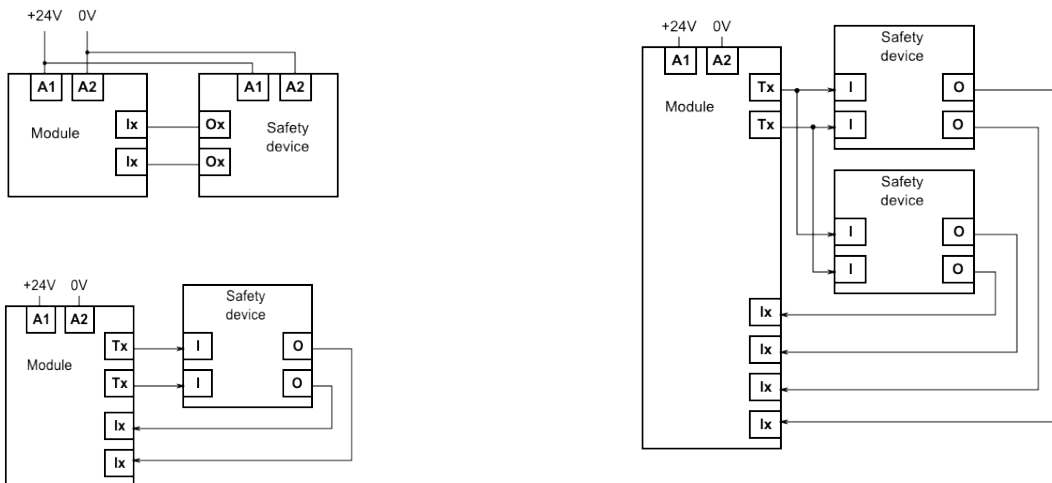 +24V 0V
A1 A2 A1 A2
Module
Ix Ox
Ix Ox
Safety
device
+24V 0V
A1 A2
Module
Tx
Tx
Ix
Ix
Safety
device
I O
I O
+24V 0V
A1 A2
Module
Tx
Tx
Safety
device
I O
I O
Safety
device
I O
I O
Ix
Ix
Ix
Ix